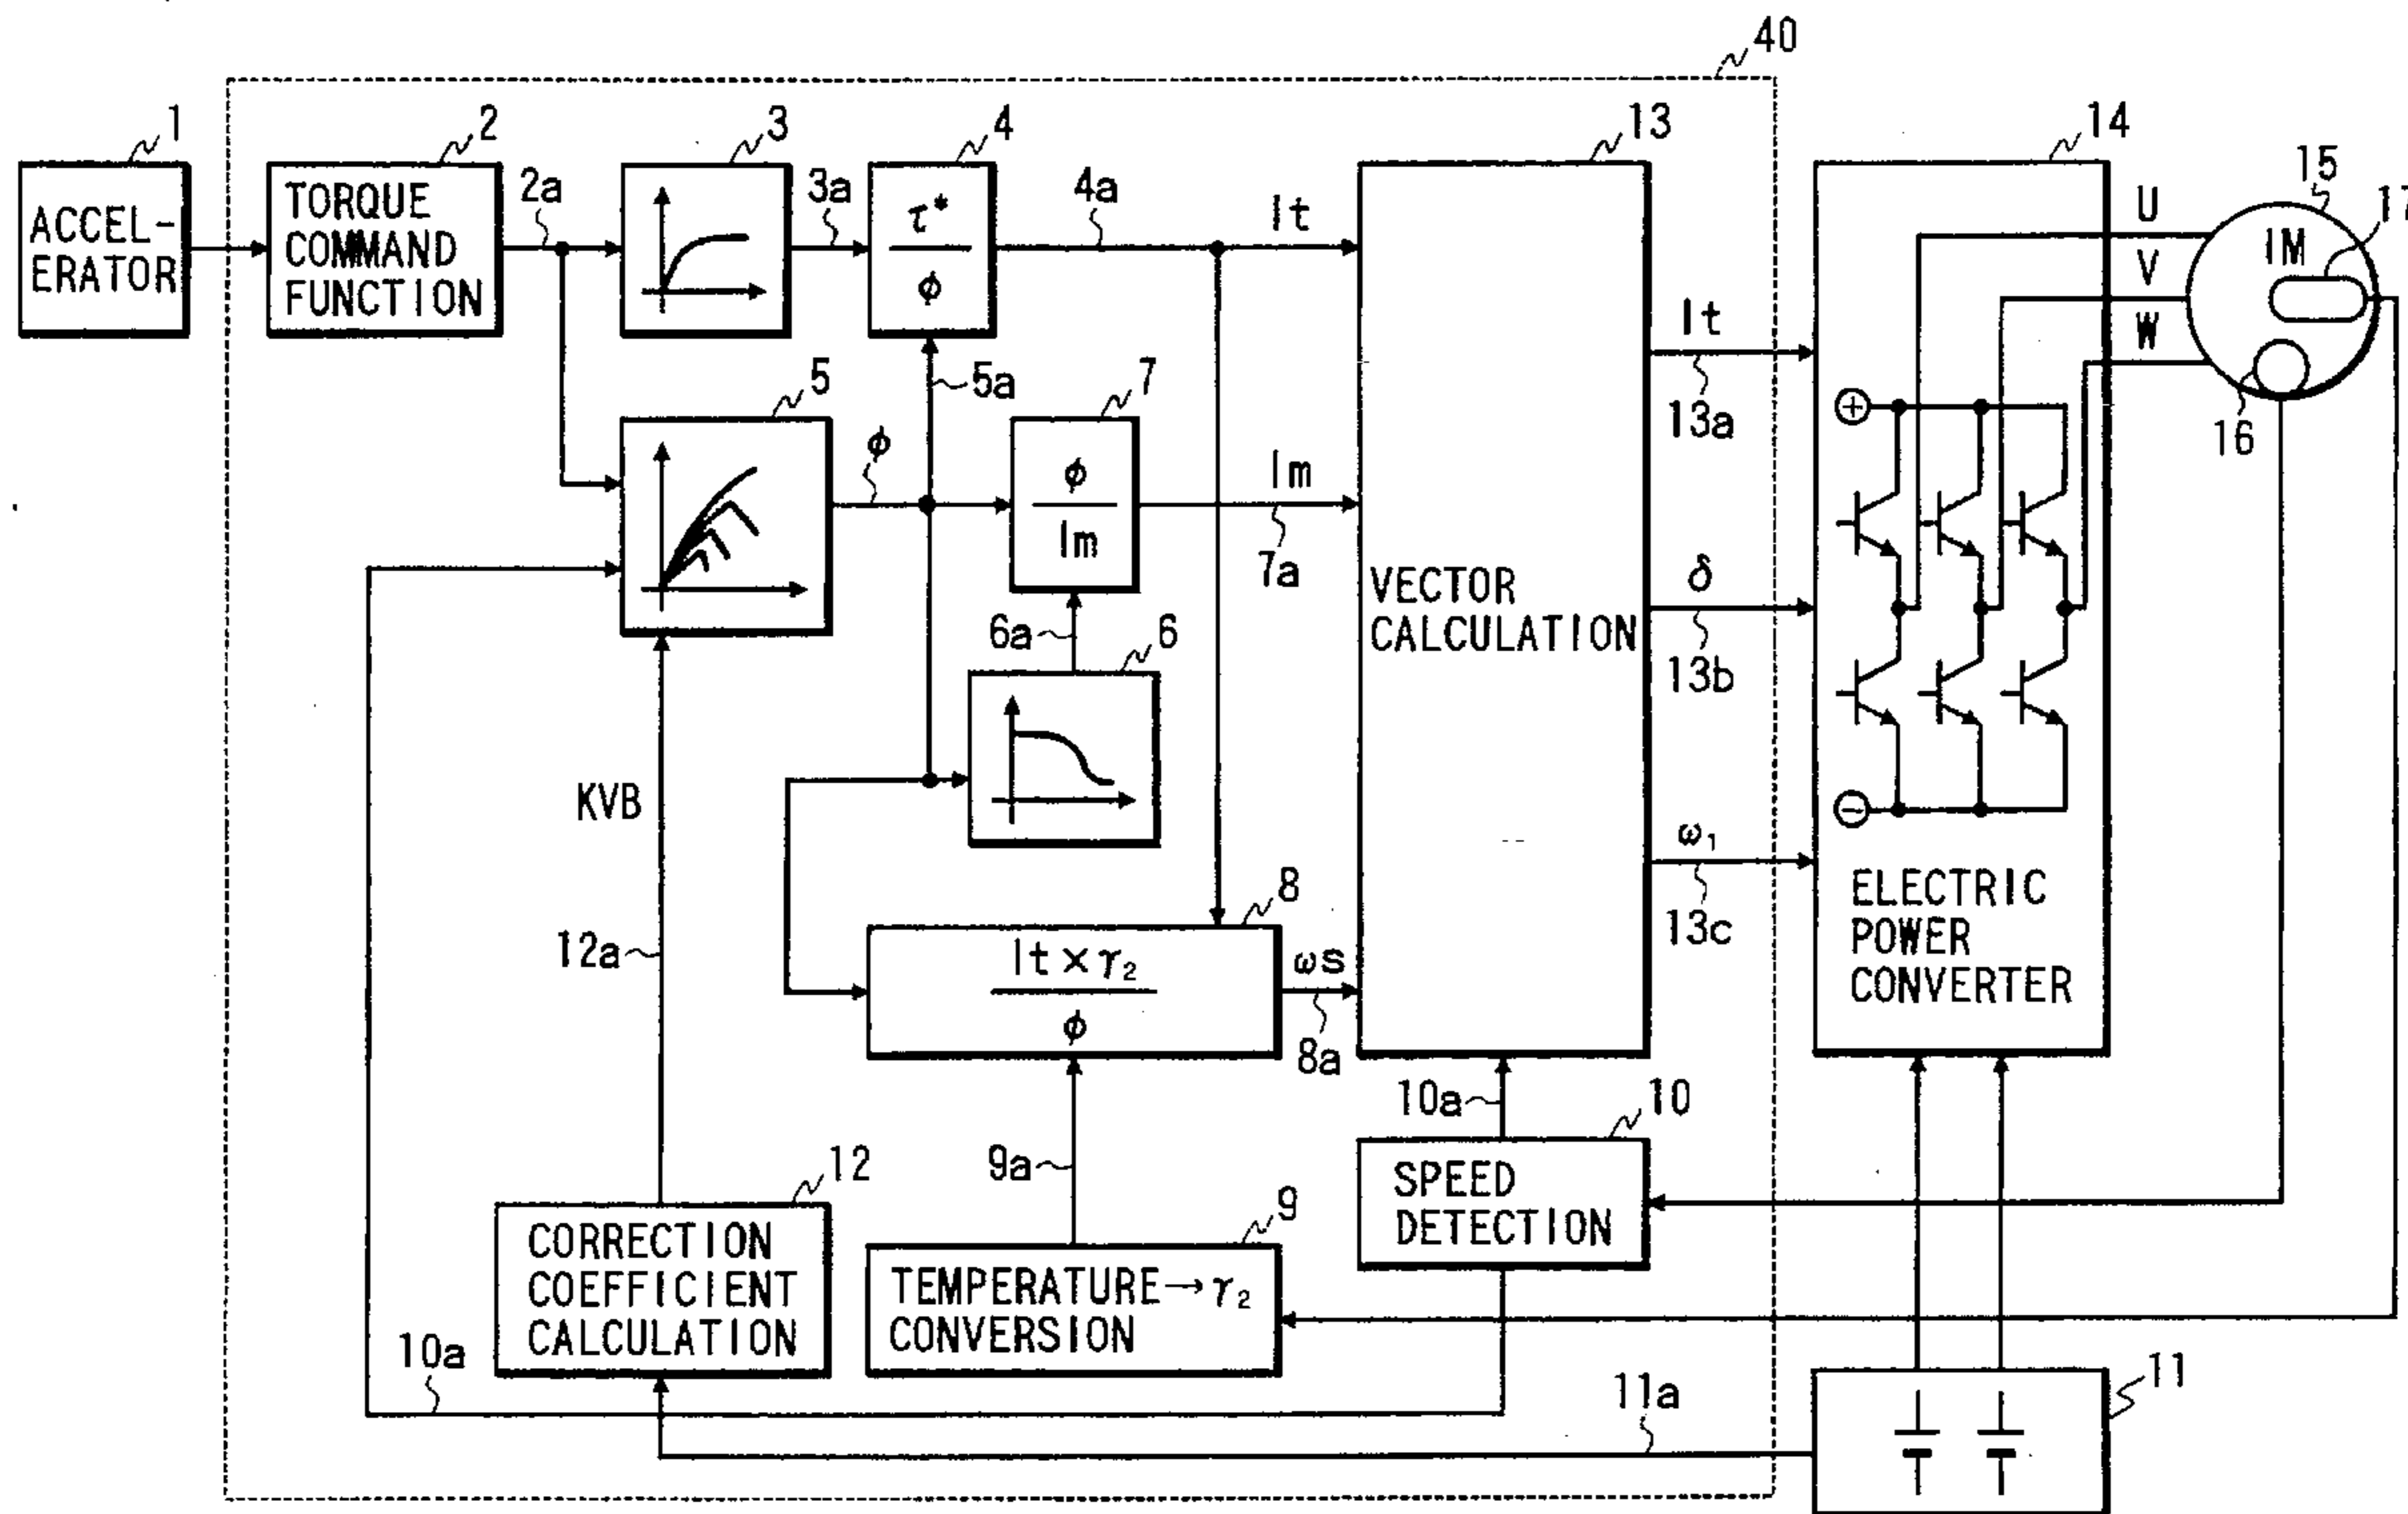 40
1
2
3
4
13
14
15
17
ACCEL-
ERATOR
TORQUE
COMMAND
FUNCTION
2a
3a
τ*
ϕ
4a
It
U
V
W
IM
16
5a
5
7
ϕ
ϕ
Im
Im
7a
It
13a
VECTOR
CALCULATION
δ
13b
6a
6
KVB
ω₁
13c
ELECTRIC
POWER
CONVERTER
+
−
12a
8
It × γ₂
ϕ
ωs
8a
10a
10
9a
SPEED
DETECTION
12
CORRECTION
COEFFICIENT
CALCULATION
9
TEMPERATURE → γ₂
CONVERSION
10a
11a
11